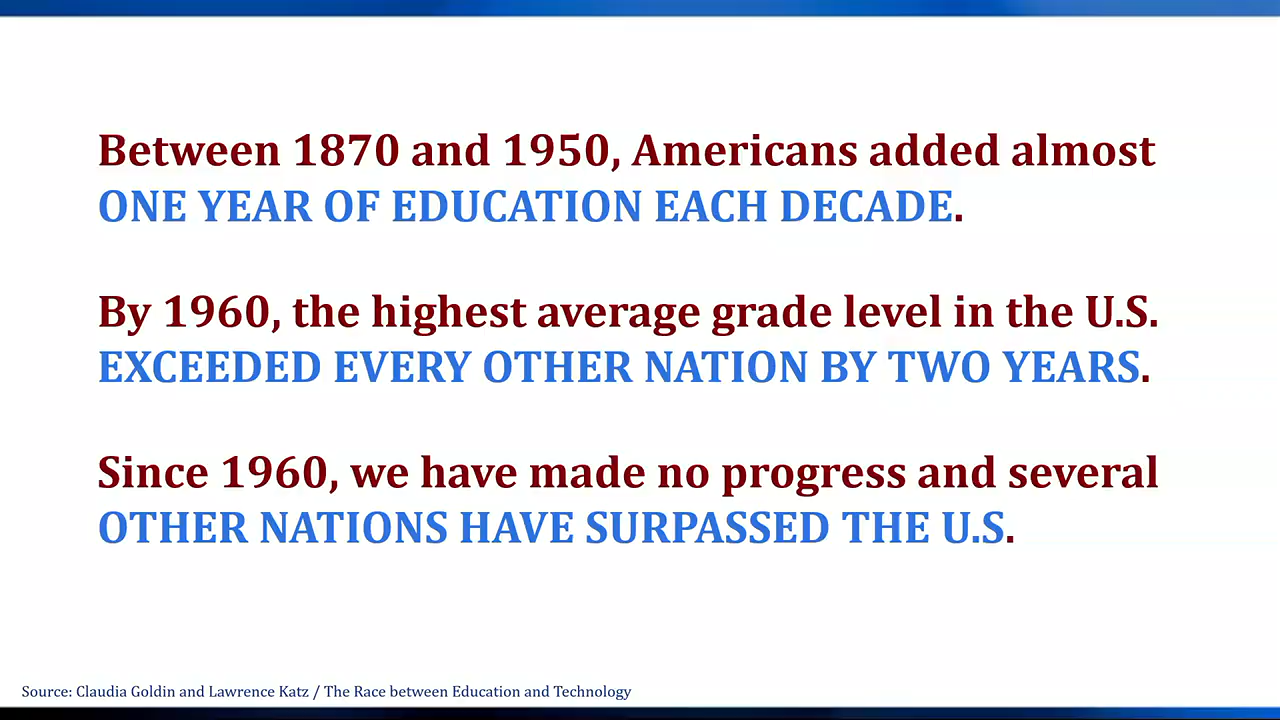 Between 1870 and 1950, Americans added almost
ONE YEAR OF EDUCATION EACH DECADE.
By 1960, the highest average grade level in the U.S.
EXCEEDED EVERY OTHER NATION BY TWO YEARS.
Since 1960, we have made no progress and several
OTHER NATIONS HAVE SURPASSED THE U.S.
Source: Claudia Goldin and Lawrence Katz / The Race between Education and Technology